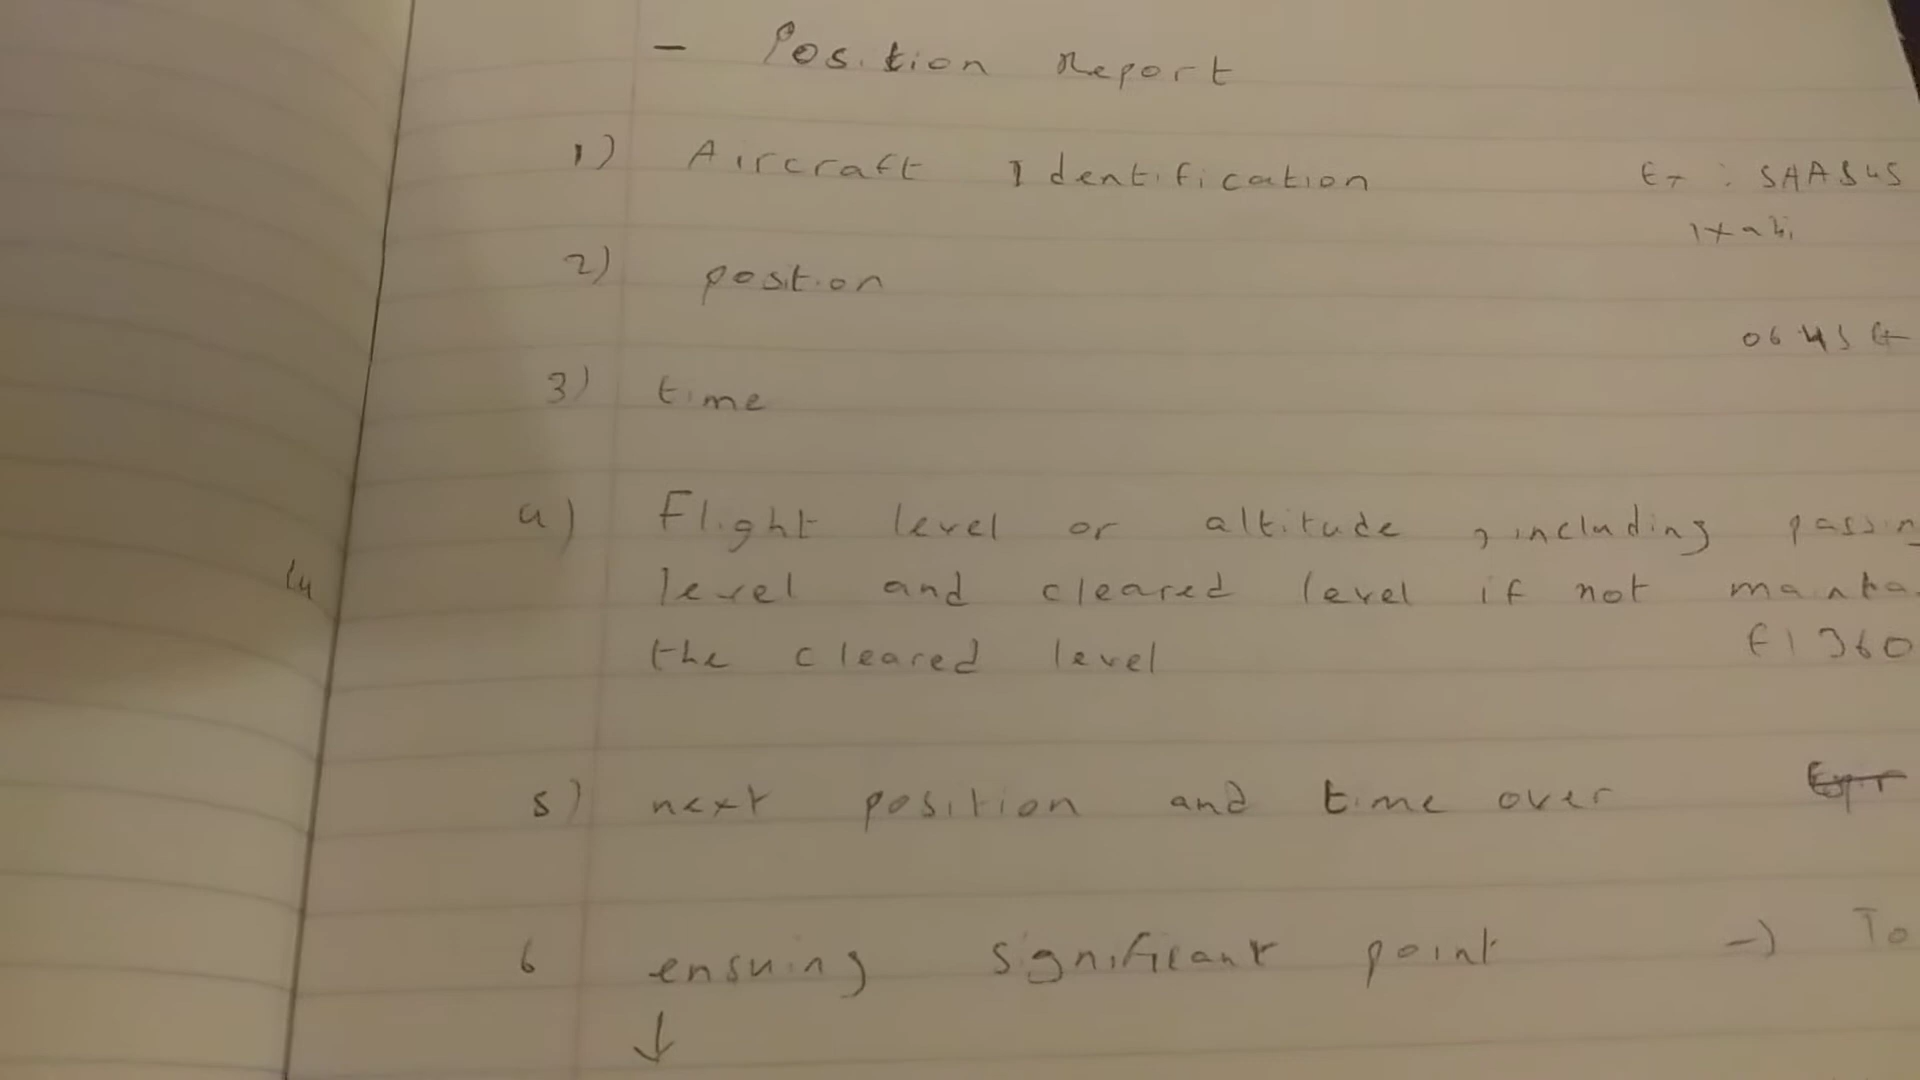 - Position Report
1) Aircraft Identification Ex : SAA545
2) position
0645
3) time
4) Flight level or altitude , including
level and cleared level if not
the cleared level Fl 360
5) next position and time over
6 ensuing significant point -> To
↓